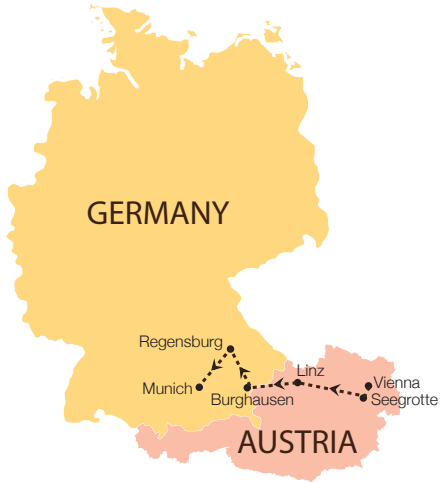 GERMANY
Regensburg
Linz
Munich
Vienna
Burghausen
Seegrotte
AUSTRIA